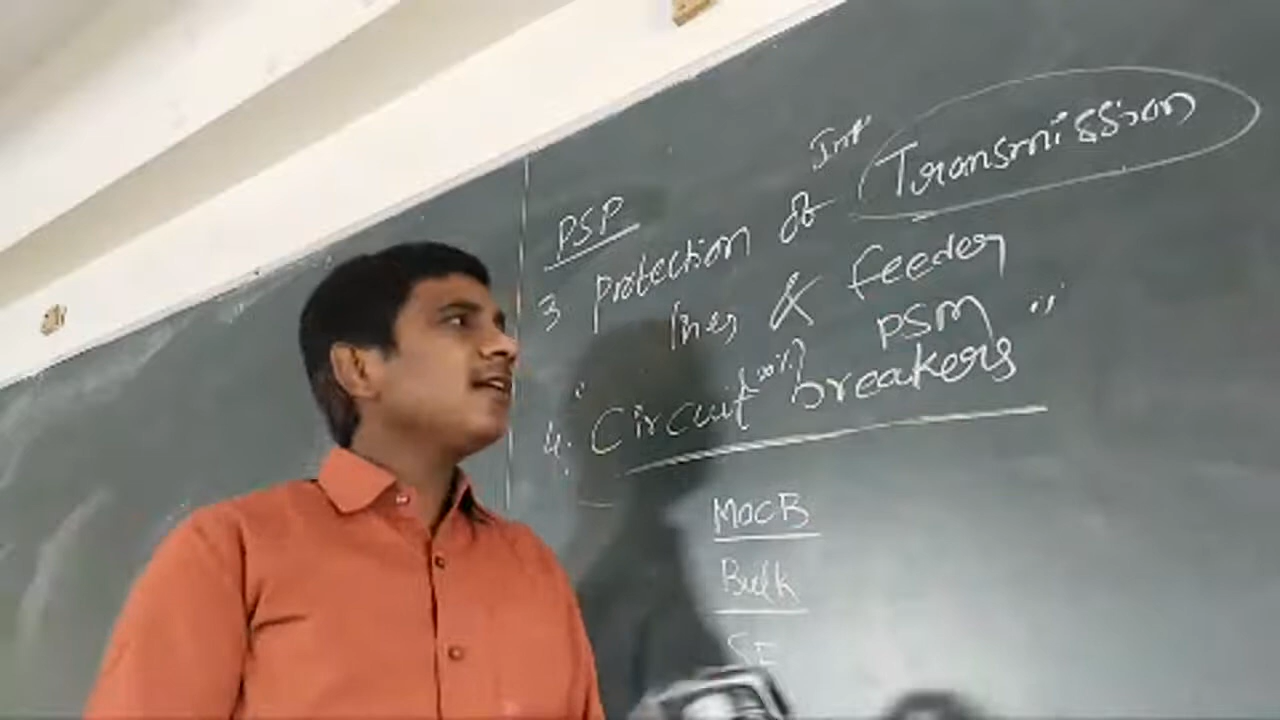 PSP
Int
3 Protection of Transmission
lines & feeder
PSM
4. Circuit breakers
MOCB
Bulk